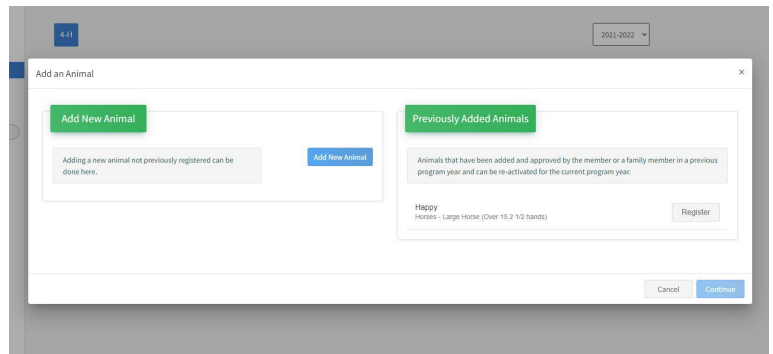 4-H
2021-2022
Add an Animal
×
Add New Animal
Adding a new animal not previously registered can be
done here.
Add New Animal
Previously Added Animals
Animals that have been added and approved by the member or a family member in a previous
program year and can be re-activated for the current program year.
Happy
Horses - Large Horse (Over 15.2 1/2 hands)
Register
Cancel
Continue